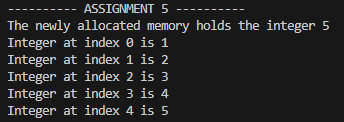 ---------- ASSIGNMENT 5 ----------
The newly allocated memory holds the integer 5
Integer at index 0 is 1
Integer at index 1 is 2
Integer at index 2 is 3
Integer at index 3 is 4
Integer at index 4 is 5